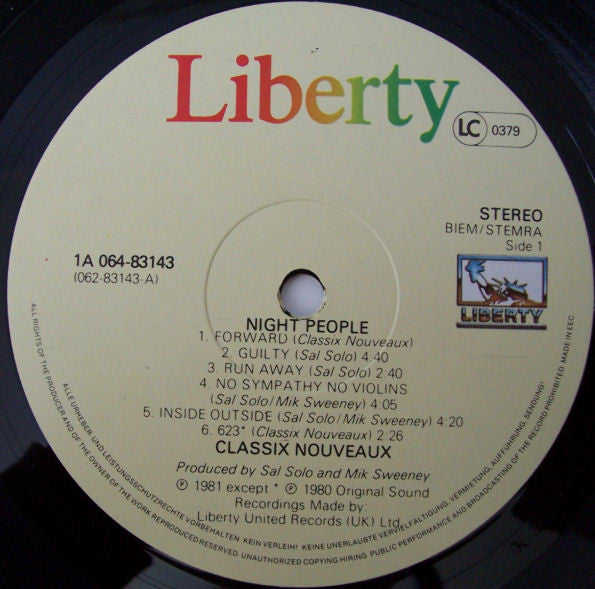 Liberty
LC 0379
STEREO
BIEM/STEMRA
Side 1
1A 064-83143
(062-83143-A)
LIBERTY
NIGHT PEOPLE
1. FORWARD (Classix Nouveaux)
2. GUILTY (Sal Solo) 4:40
3. RUN AWAY (Sal Solo) 2:40
4. NO SYMPATHY NO VIOLINS
(Sal Solo/Mik Sweeney) 4:05
5. INSIDE OUTSIDE (Sal Solo/Mik Sweeney) 4:20
6. 623* (Classix Nouveaux) 2:26
CLASSIX NOUVEAUX
Produced by Sal Solo and Mik Sweeney
℗ 1981 except * ℗ 1980 Original Sound
Recordings Made by:
Liberty United Records (UK) Ltd.
ALLE URHEBER- UND LEISTUNGSSCHUTZRECHTE VORBEHALTEN. KEIN VERLEIH! KEINE UNERLAUBTE VERVIELFÄLTIGUNG, VERMIETUNG, AUFFÜHRUNG, SENDUNG!
ALL RIGHTS OF THE PRODUCER AND OF THE OWNER OF THE WORK REPRODUCED RESERVED. UNAUTHORIZED COPYING HIRING PUBLIC PERFORMANCE AND BROADCASTING OF THE RECORD PROHIBITED. MADE IN EEC.